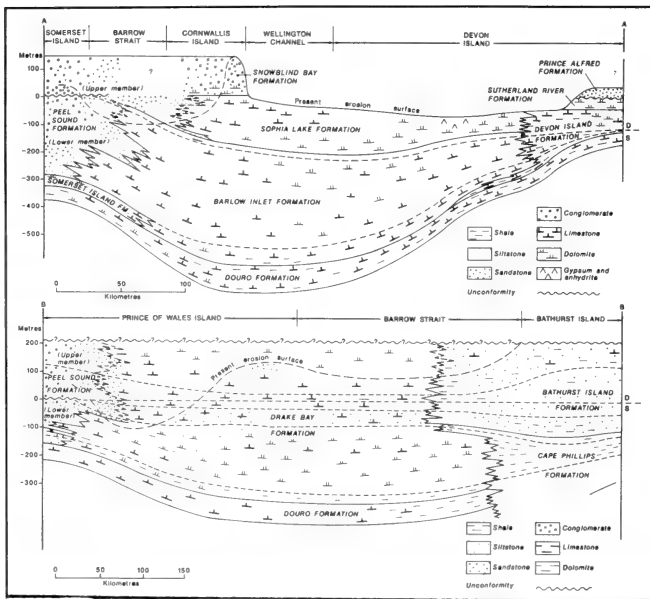 A
A
SOMERSET ISLAND
BARROW STRAIT
CORNWALLIS ISLAND
WELLINGTON CHANNEL
DEVON ISLAND
Metres
100
0
-100
-200
-300
-400
-500
(Upper member)
?
?
PEEL SOUND FORMATION
(Lower member)
SOMERSET ISLAND FM
SNOWBLIND BAY FORMATION
Present erosion surface
SOPHIA LAKE FORMATION
BARLOW INLET FORMATION
DOURO FORMATION
PRINCE ALFRED FORMATION
SUTHERLAND RIVER FORMATION
DEVON ISLAND FORMATION
D
S
0 50 100
Kilometres
Conglomerate
Shale
Limestone
Siltstone
Dolomite
Sandstone
Gypsum and anhydrite
Unconformity
B
B
Metres
PRINCE OF WALES ISLAND
BARROW STRAIT
BATHURST ISLAND
200
100
0
-100
-200
-300
(Upper member)
PEEL SOUND FORMATION
(Lower member)
Present erosion surface
DRAKE BAY
FORMATION
DOURO FORMATION
BATHURST ISLAND
FORMATION
D
S
CAPE PHILLIPS
FORMATION
Shale
Conglomerate
Siltstone
Limestone
Sandstone
Dolomite
Unconformity
0 50 100 150
Kilometres